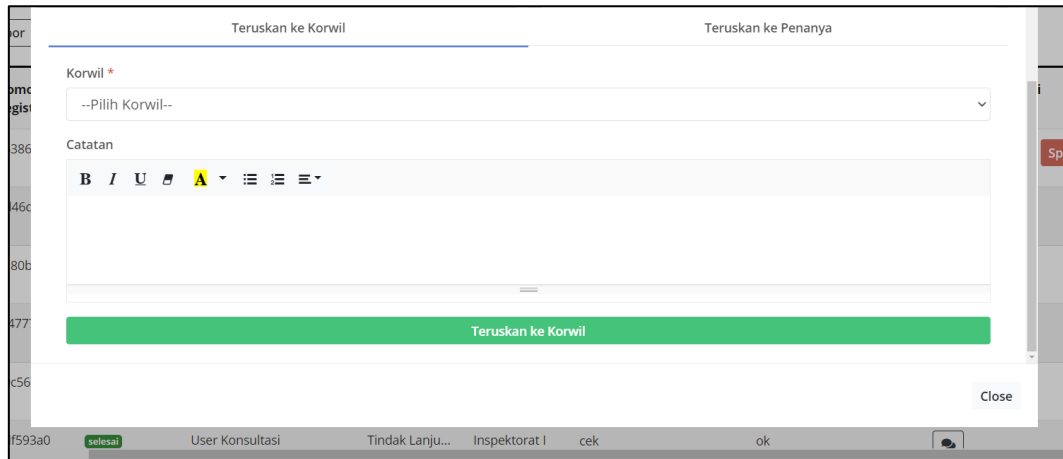 Teruskan ke Korwil
Teruskan ke Penanya
Korwil *
--Pilih Korwil--
Catatan
B I U A
Teruskan ke Korwil
Close
f593a0 selesai User Konsultasi Tindak Lanju... Inspektorat I cek ok